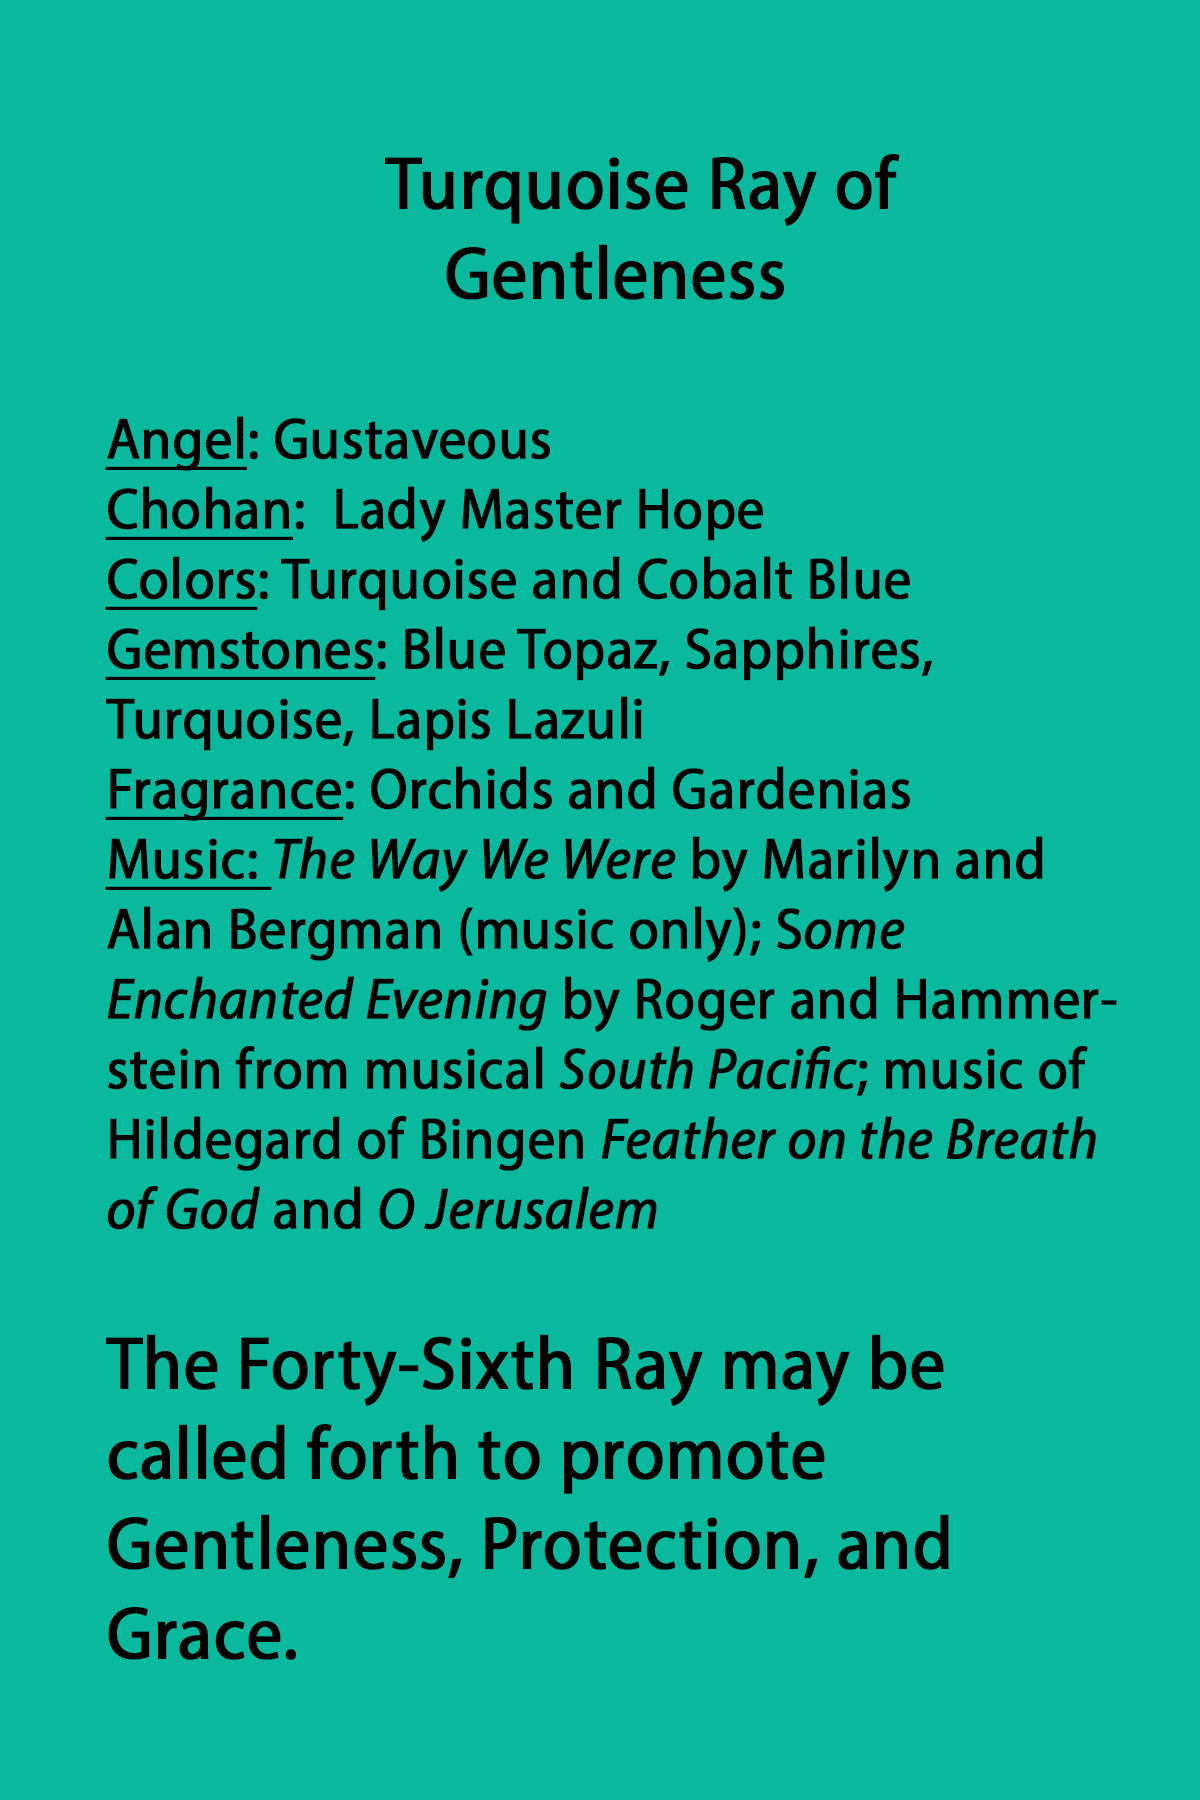 Turquoise Ray of
Gentleness
Angel: Gustaveous
Chohan:  Lady Master Hope
Colors: Turquoise and Cobalt Blue
Gemstones: Blue Topaz, Sapphires,
Turquoise, Lapis Lazuli
Fragrance: Orchids and Gardenias
Music: The Way We Were by Marilyn and
Alan Bergman (music only); Some
Enchanted Evening by Roger and Hammer-
stein from musical South Pacific; music of
Hildegard of Bingen Feather on the Breath
of God and O Jerusalem
The Forty-Sixth Ray may be
called forth to promote
Gentleness, Protection, and
Grace.